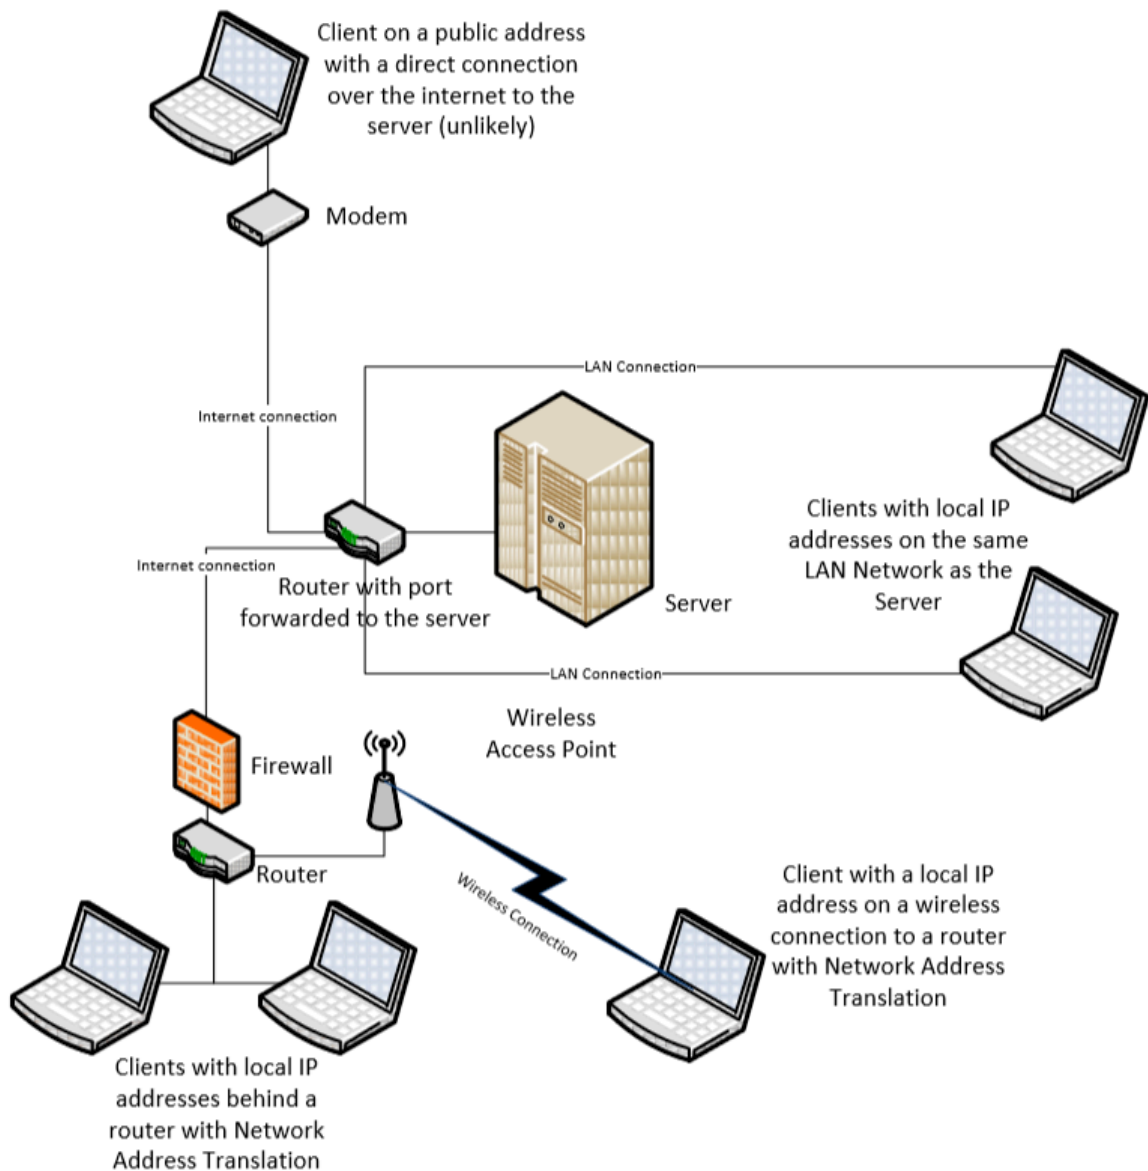 Client on a public address
with a direct connection
over the internet to the
server (unlikely)
Modem
LAN Connection
Internet connection
Clients with local IP
addresses on the same
LAN Network as the
Server
Internet connection
Router with port
forwarded to the server
Server
LAN Connection
Wireless
Access Point
Firewall
Router
Wireless Connection
Client with a local IP
address on a wireless
connection to a router
with Network Address
Translation
Clients with local IP
addresses behind a
router with Network
Address Translation